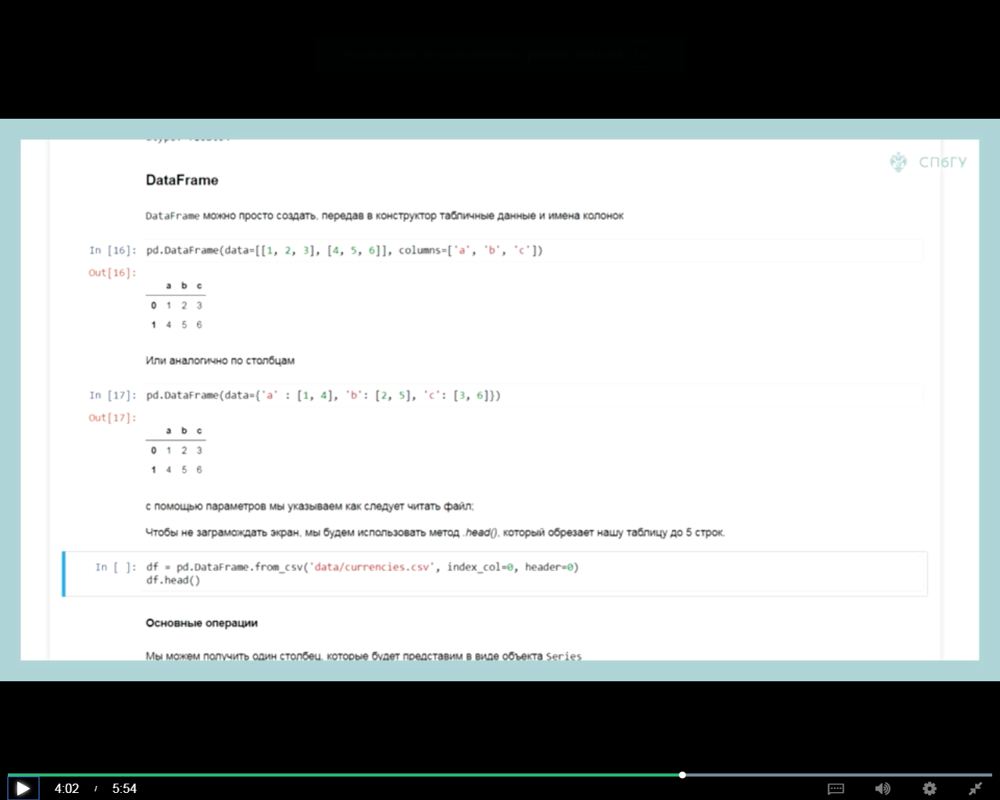 СПбГУ
DataFrame
DataFrame можно просто создать, передав в конструктор табличные данные и имена колонок
In [16]: pd.DataFrame(data=[[1, 2, 3], [4, 5, 6]], columns=['a', 'b', 'c'])
Out[16]:
a b c
0 1 2 3
1 4 5 6
Или аналогично по столбцам
In [17]: pd.DataFrame(data={'a' : [1, 4], 'b': [2, 5], 'c': [3, 6]})
Out[17]:
a b c
0 1 2 3
1 4 5 6
с помощью параметров мы указываем как следует читать файл;
Чтобы не заграмождать экран, мы будем использовать метод .head(), который обрезает нашу таблицу до 5 строк.
In [ ]: df = pd.DataFrame.from_csv('data/currencies.csv', index_col=0, header=0)
df.head()
Основные операции
Мы можем получить один столбец, которые будет представим в виде объекта Series
4:02 / 5:54